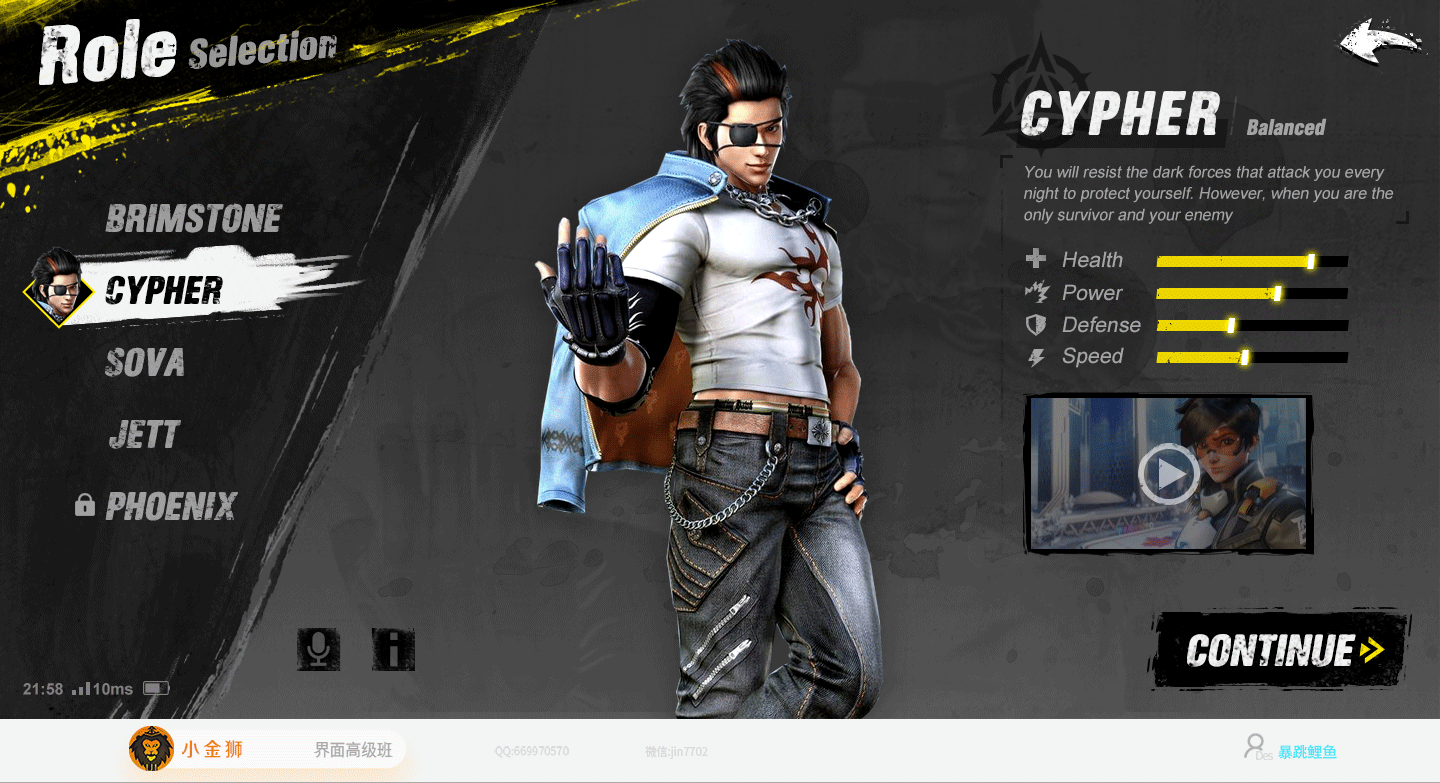 Role Selection
CYPHER
Balanced
You will resist the dark forces that attack you every
night to protect yourself. However, when you are the
only survivor and your enemy
BRIMSTONE
CYPHER
SOVA
JETT
PHOENIX
Health
Power
Defense
Speed
CONTINUE
21:58
10ms
小金狮
界面高级班
QQ:669970570
微信:jin7702
Des
暴跳鲤鱼